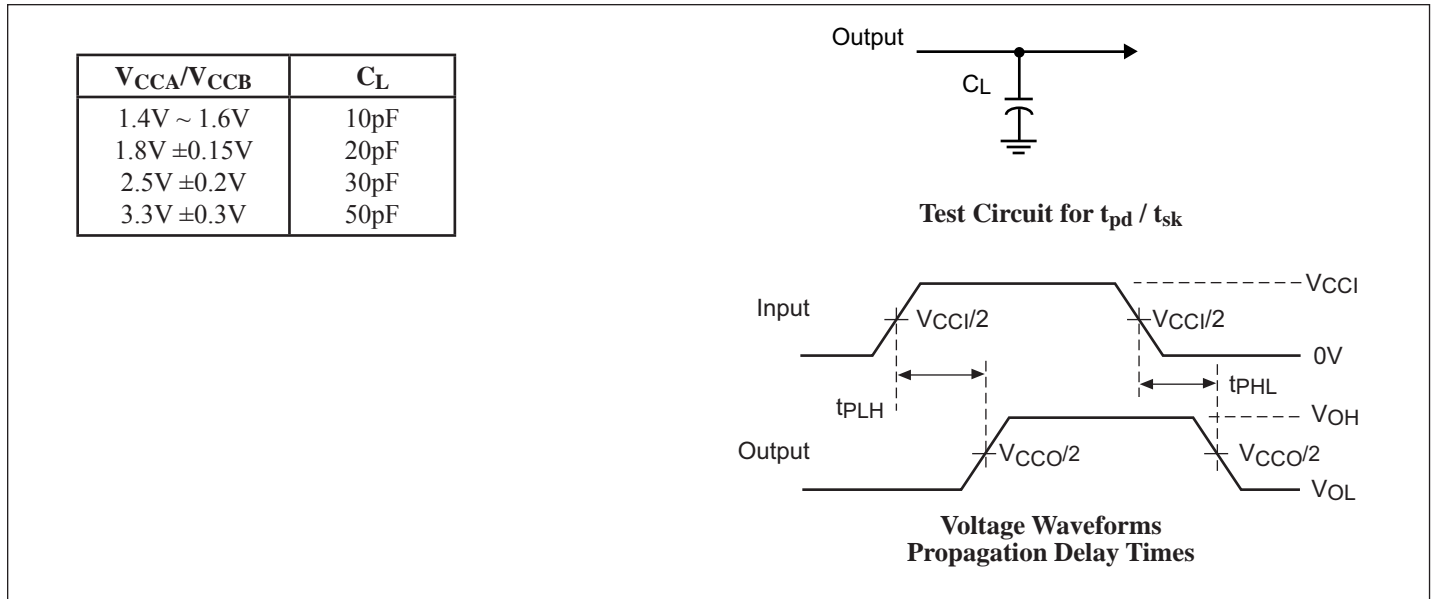 VCCA/VCCB CL
1.4V ~ 1.6V 10pF
1.8V ±0.15V 20pF
2.5V ±0.2V 30pF
3.3V ±0.3V 50pF
Output
CL
Test Circuit for tpd / tsk
VCCI
Input
VCCI/2
VCCI/2
0V
tPLH
tPHL
VOH
Output
VCCO/2
VCCO/2
VOL
Voltage Waveforms
Propagation Delay Times